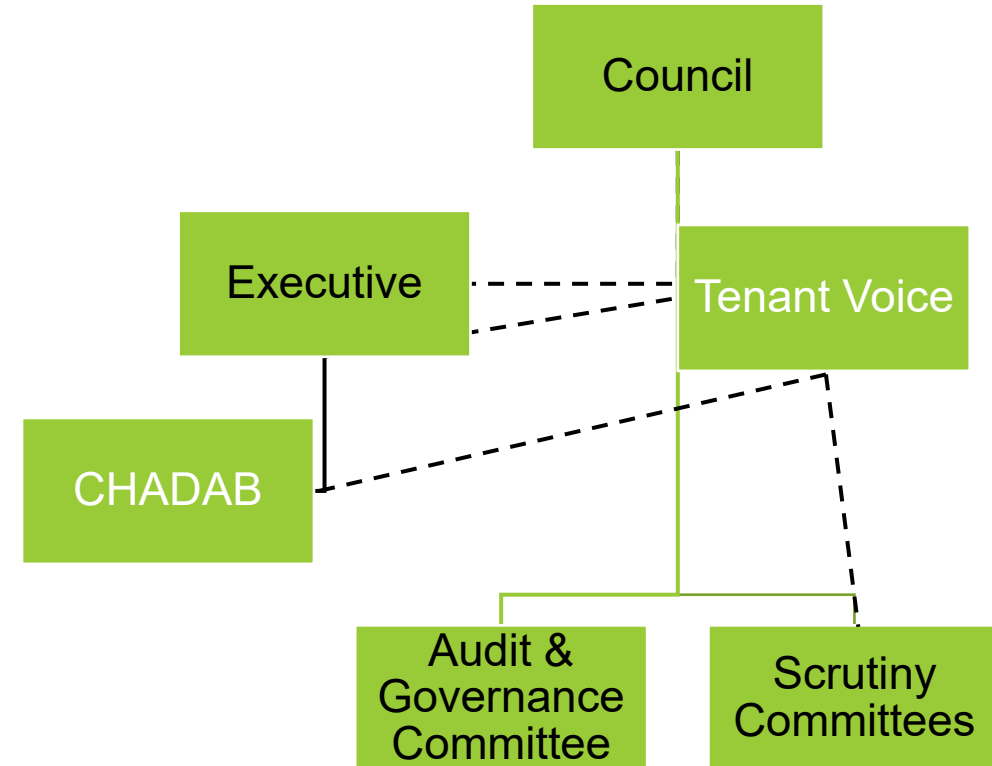 Council
Executive
Tenant Voice
CHADAB
Audit &
Governance
Committee
Scrutiny
Committees